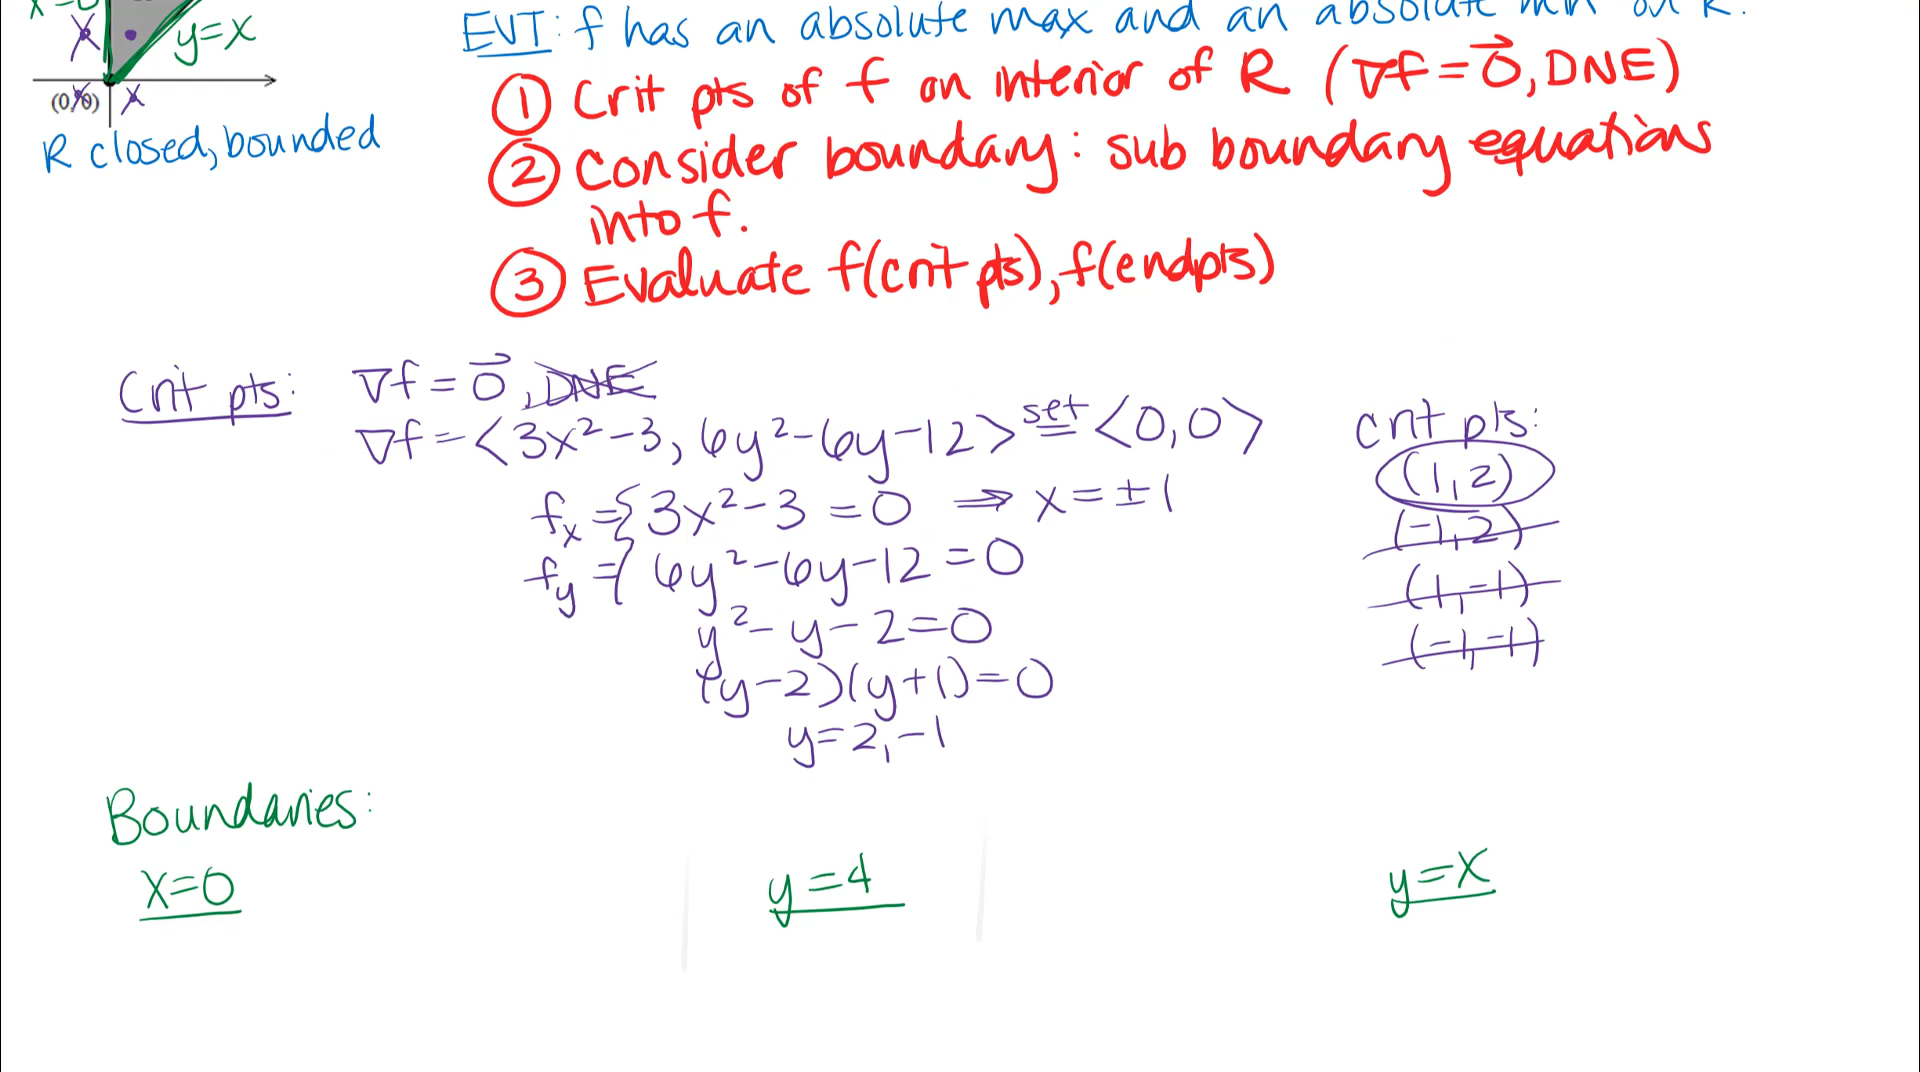 EVT: f has an absolute max and an absolute min on R.
y=x
(0,0)
R closed, bounded
① Crit pts of f on interior of R (∇f = 0⃗, DNE)
② Consider boundary: sub boundary equations
into f.
③ Evaluate f(crit pts), f(endpts)
Crit pts: ∇f = 0⃗, DNE
∇f = <3x²-3, 6y²-6y-12> set = <0,0>
fx = { 3x²-3 = 0 ⇒ x = ±1
fy = { 6y²-6y-12 = 0
y²-y-2=0
(y-2)(y+1)=0
y=2,-1
crit pts:
(1,2)
(-1,2)
(1,-1)
(-1,-1)
Boundaries:
x=0
y=4
y=x